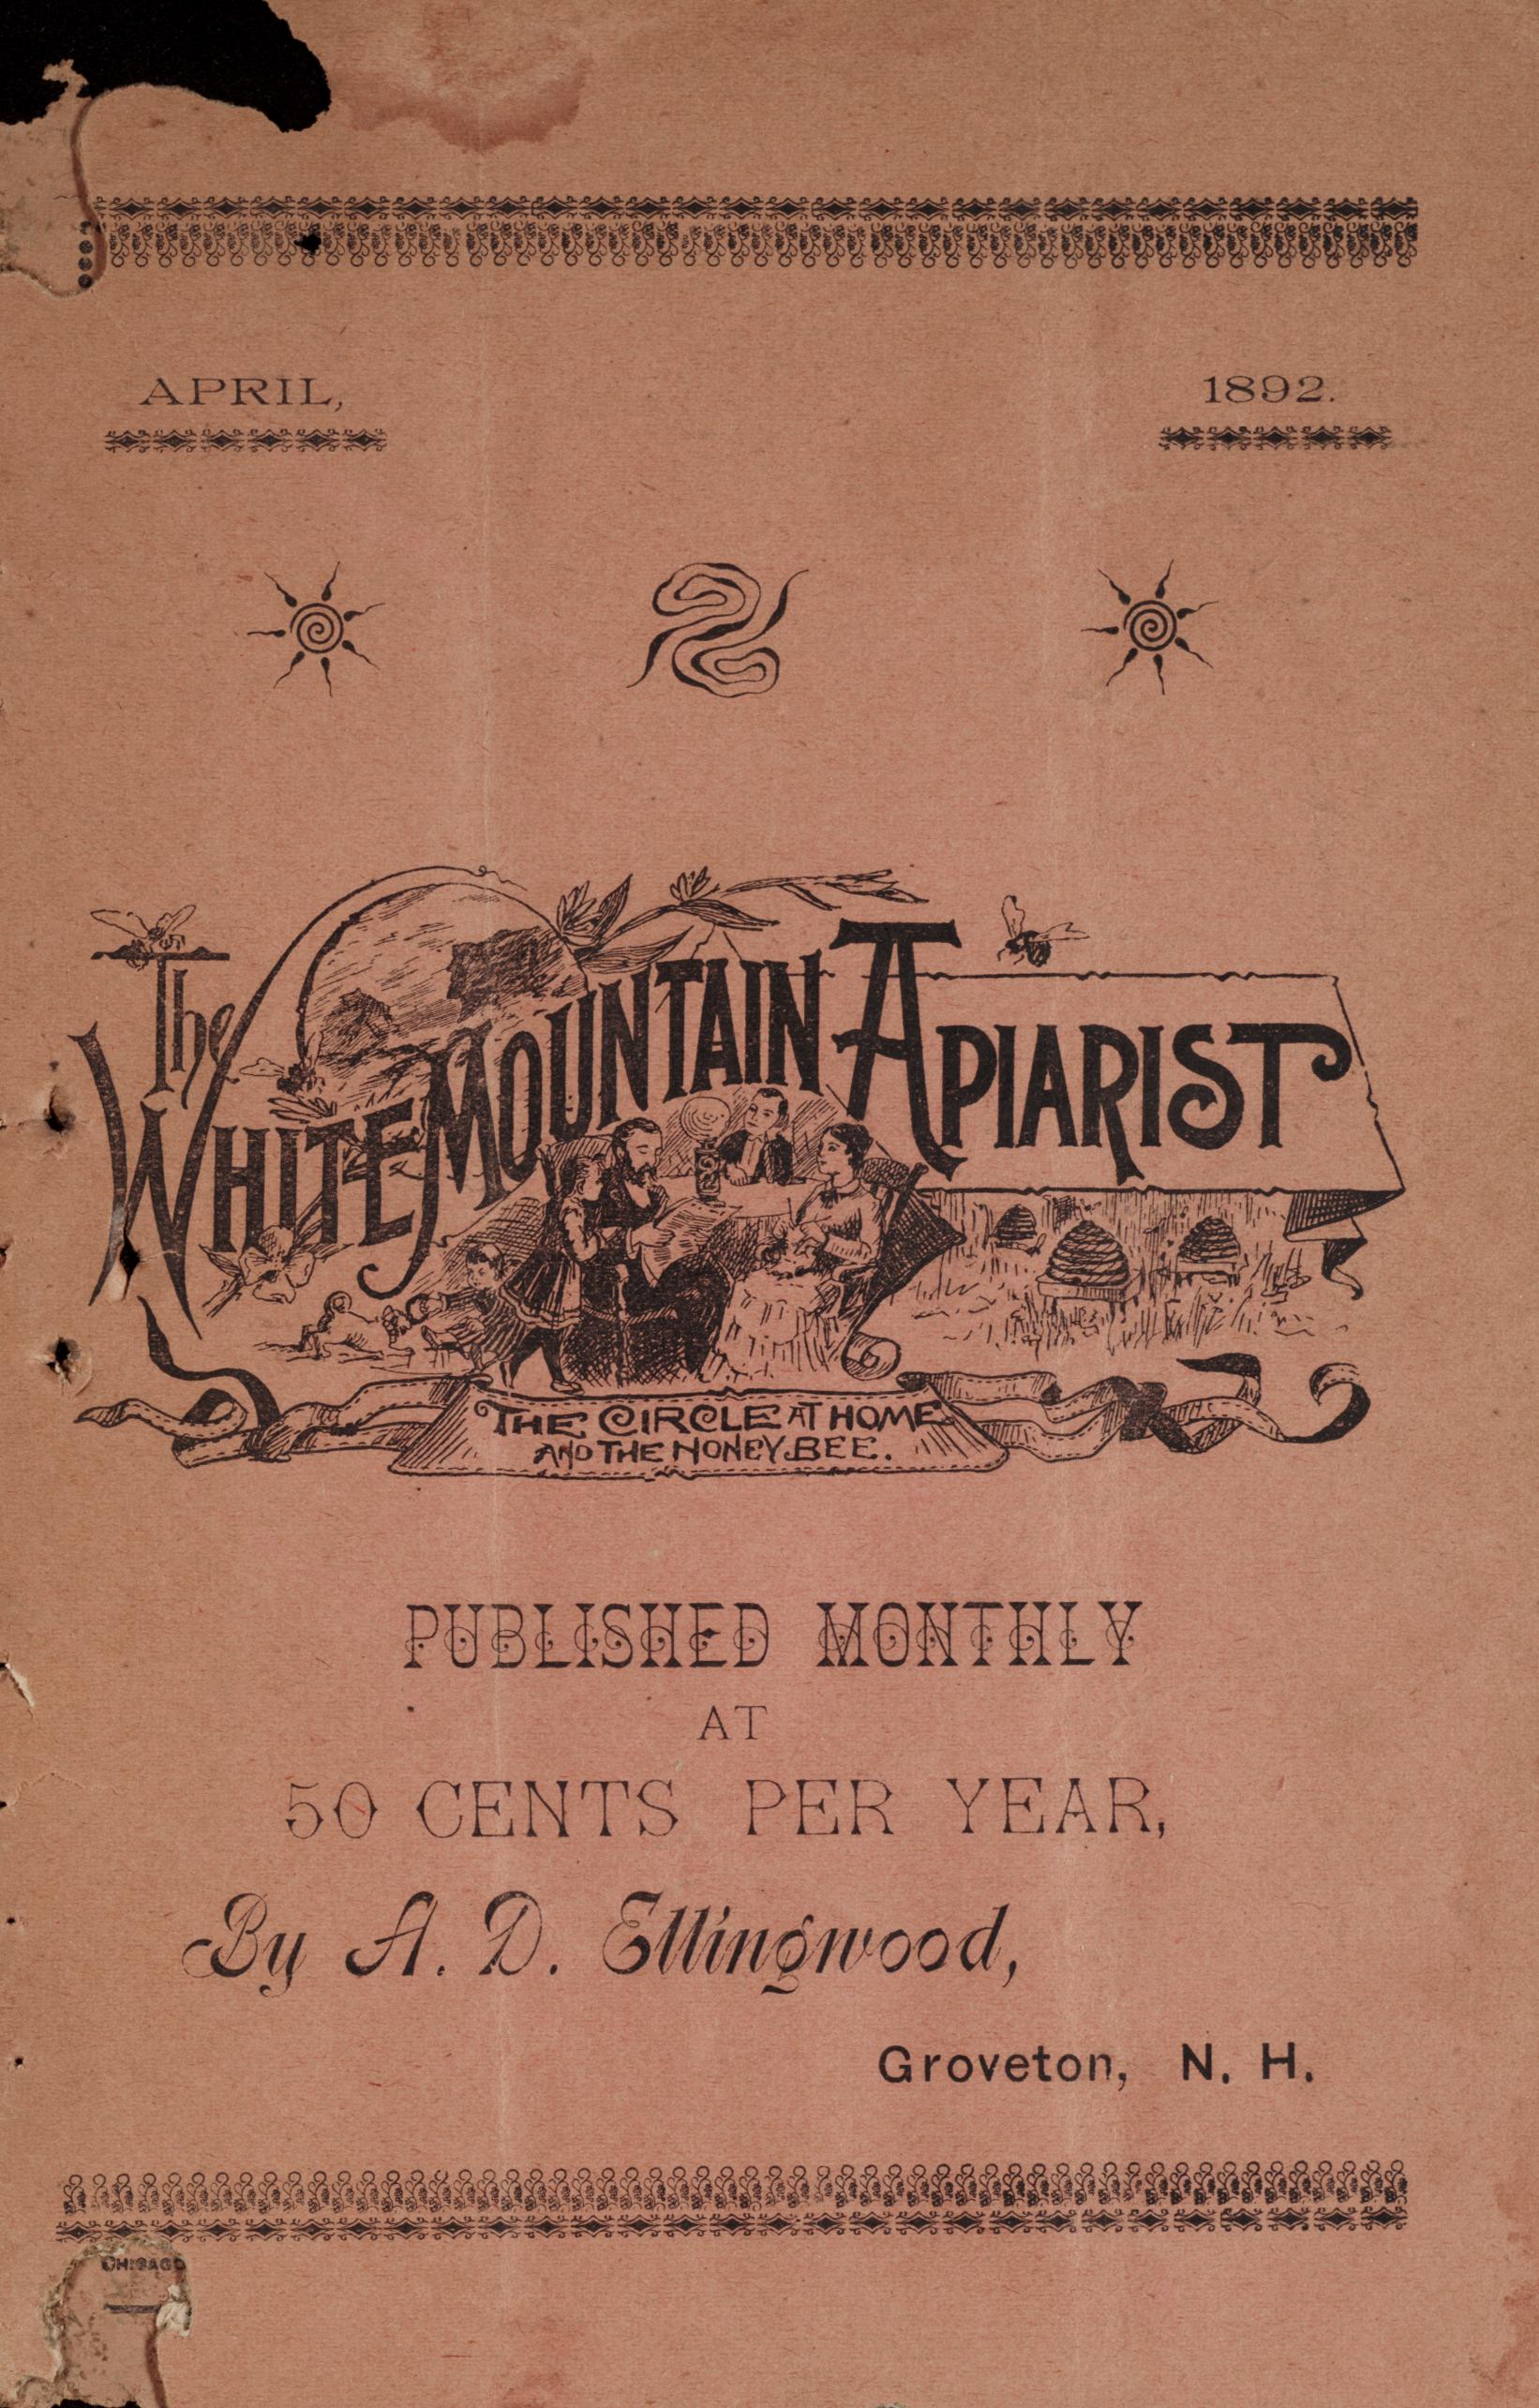 APRIL, 1892.
The
WHITE MOUNTAIN APIARIST
THE CIRCLE AT HOME
AND THE HONEY BEE.
PUBLISHED MONTHLY
AT
50 CENTS PER YEAR,
By A. D. Ellingwood,
Groveton, N. H.
CHICAGO